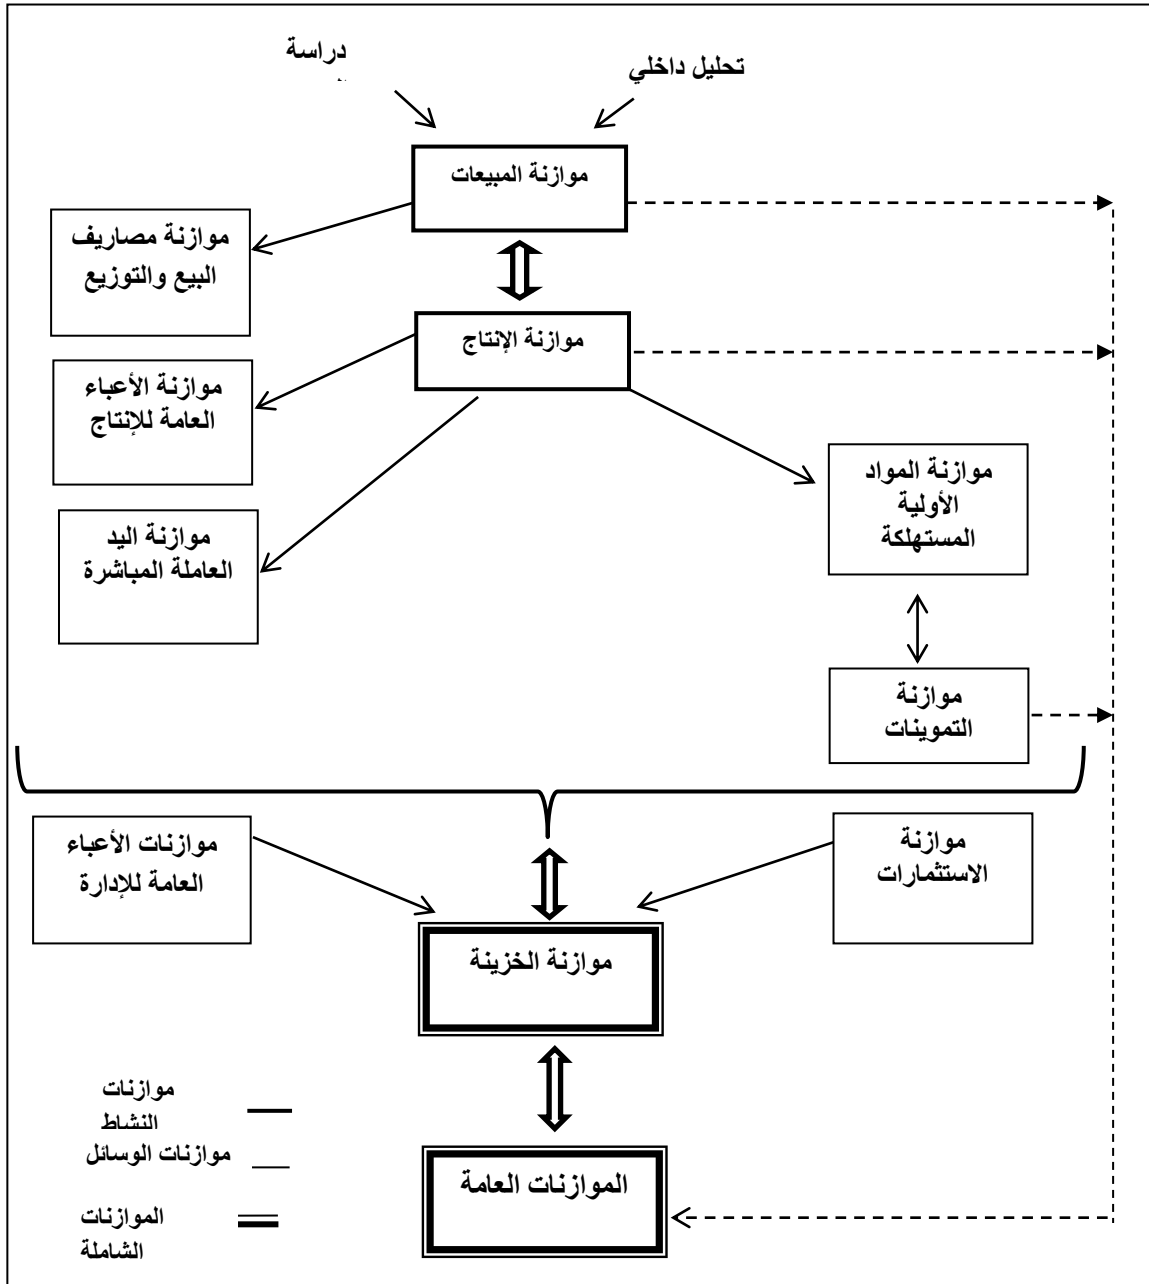 دراسة
تحليل داخلي
موازنة المبيعات
موازنة مصاريف
البيع والتوزيع
موازنة الإنتاج
موازنة الأعباء
العامة للإنتاج
موازنة المواد
الأولية
المستهلكة
موازنة اليد
العاملة المباشرة
موازنة
التموينات
موازنات الأعباء
العامة للإدارة
موازنة
الاستثمارات
موازنة الخزينة
موازنات
النشاط
موازنات الوسائل
الموازنات العامة
الموازنات
الشاملة